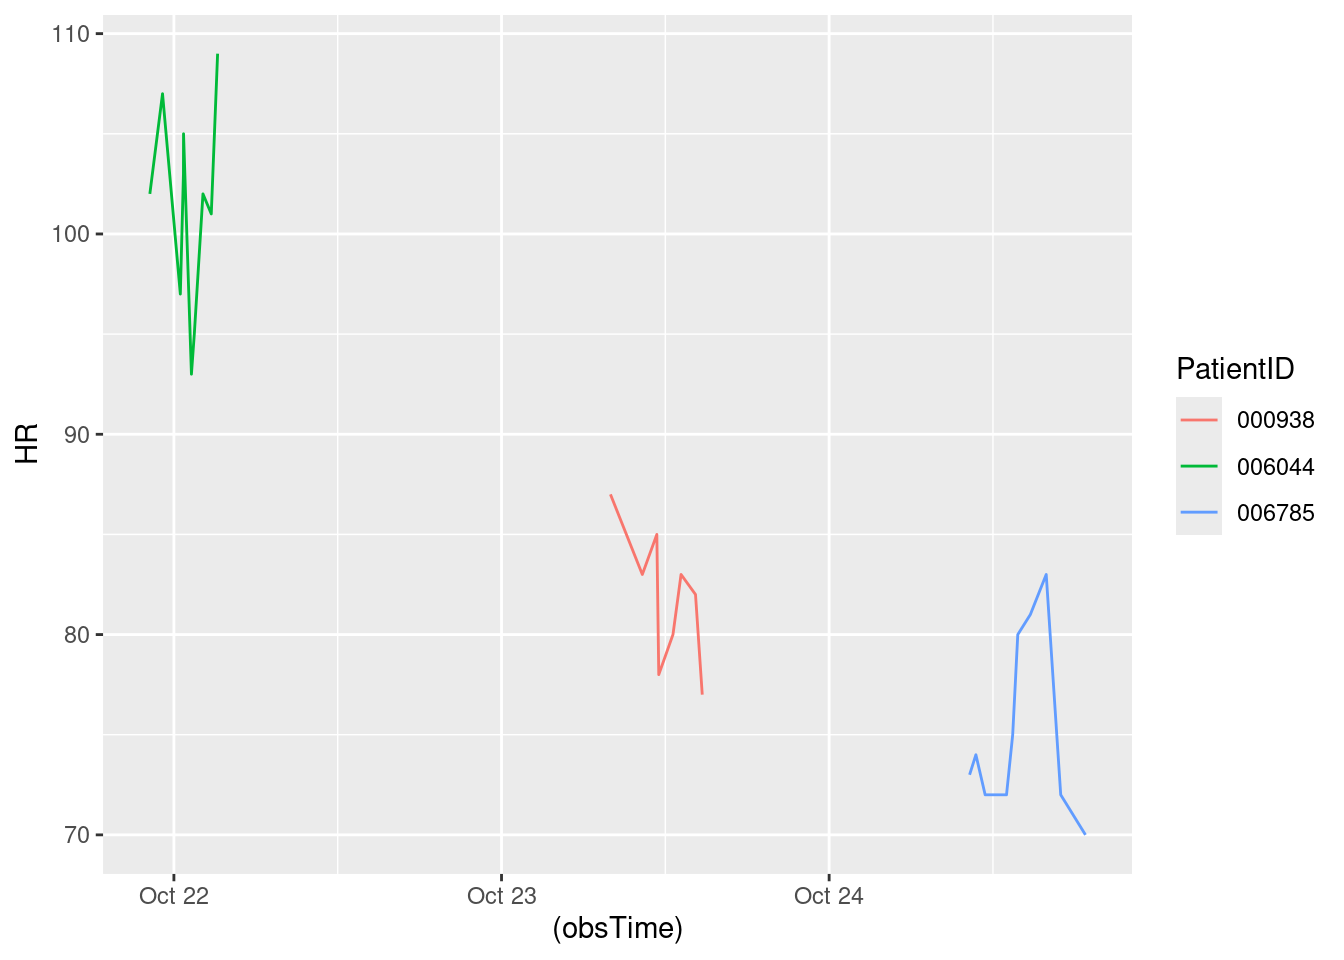 110
100
90
80
70
HR
Oct 22
Oct 23
Oct 24
(obsTime)
PatientID
000938
006044
006785